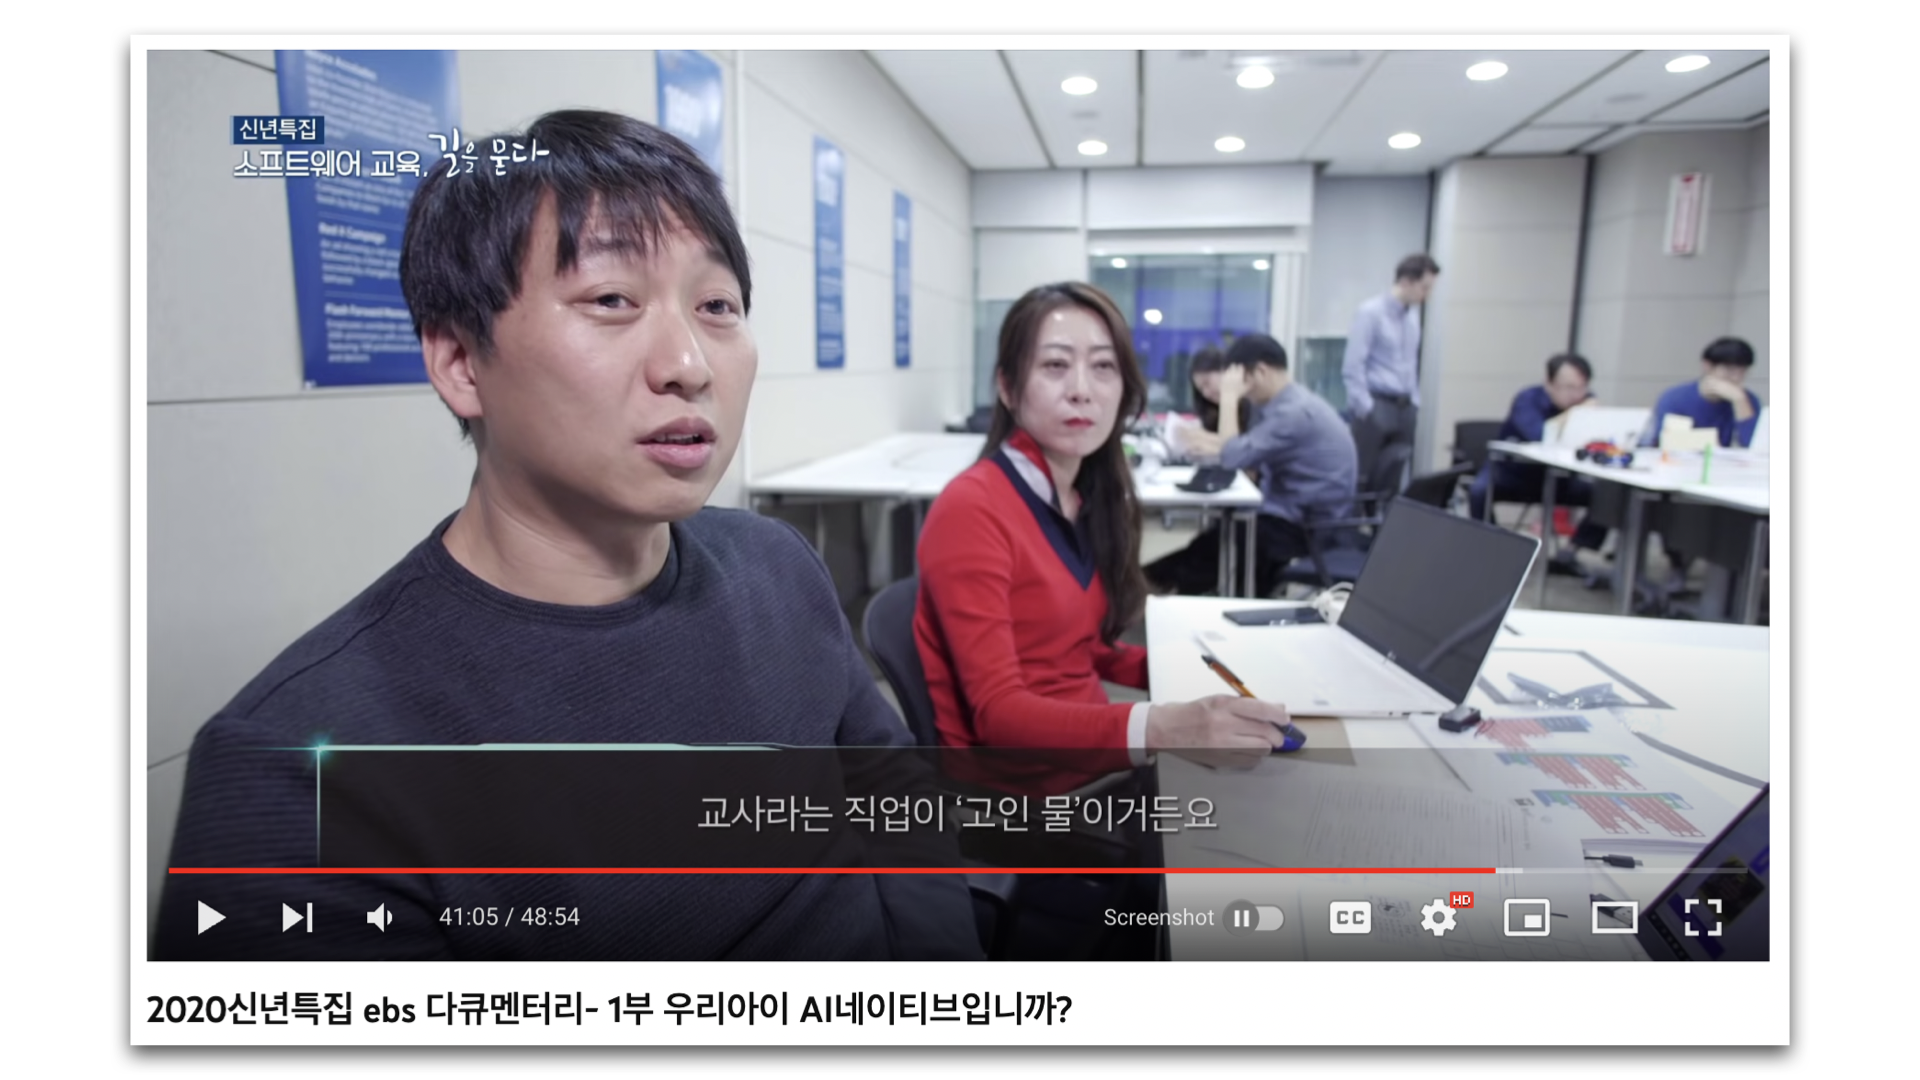 신년특집
소프트웨어 교육, 길을 묻다
Red A Campaign
교사라는 직업이 ‘고인 물’이거든요
41:05 / 48:54
Screenshot
CC
HD
2020신년특집 ebs 다큐멘터리- 1부 우리아이 AI네이티브입니까?